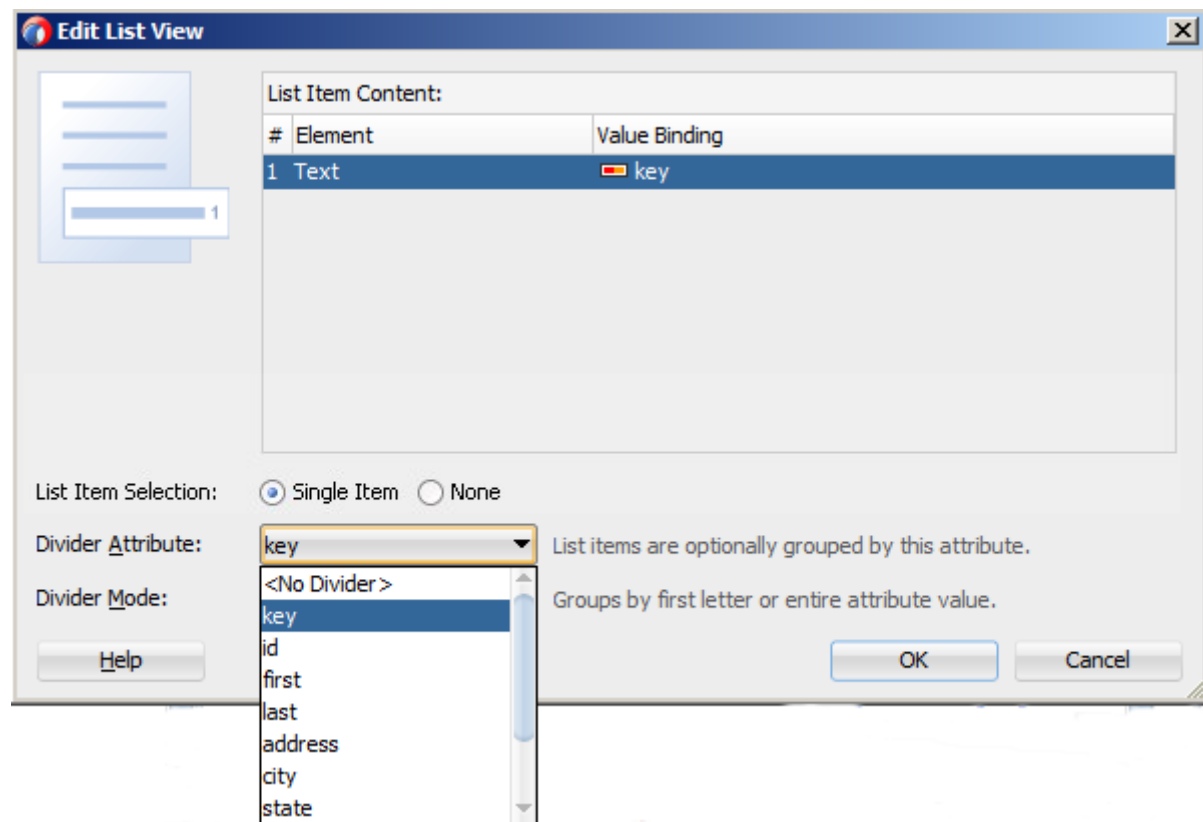 Edit List View
List Item Content:
# Element Value Binding
1 Text key
1
List Item Selection: Single Item None
Divider Attribute: key List items are optionally grouped by this attribute.
<No Divider>
Divider Mode: Groups by first letter or entire attribute value.
key
id
Help OK Cancel
first
last
address
city
state